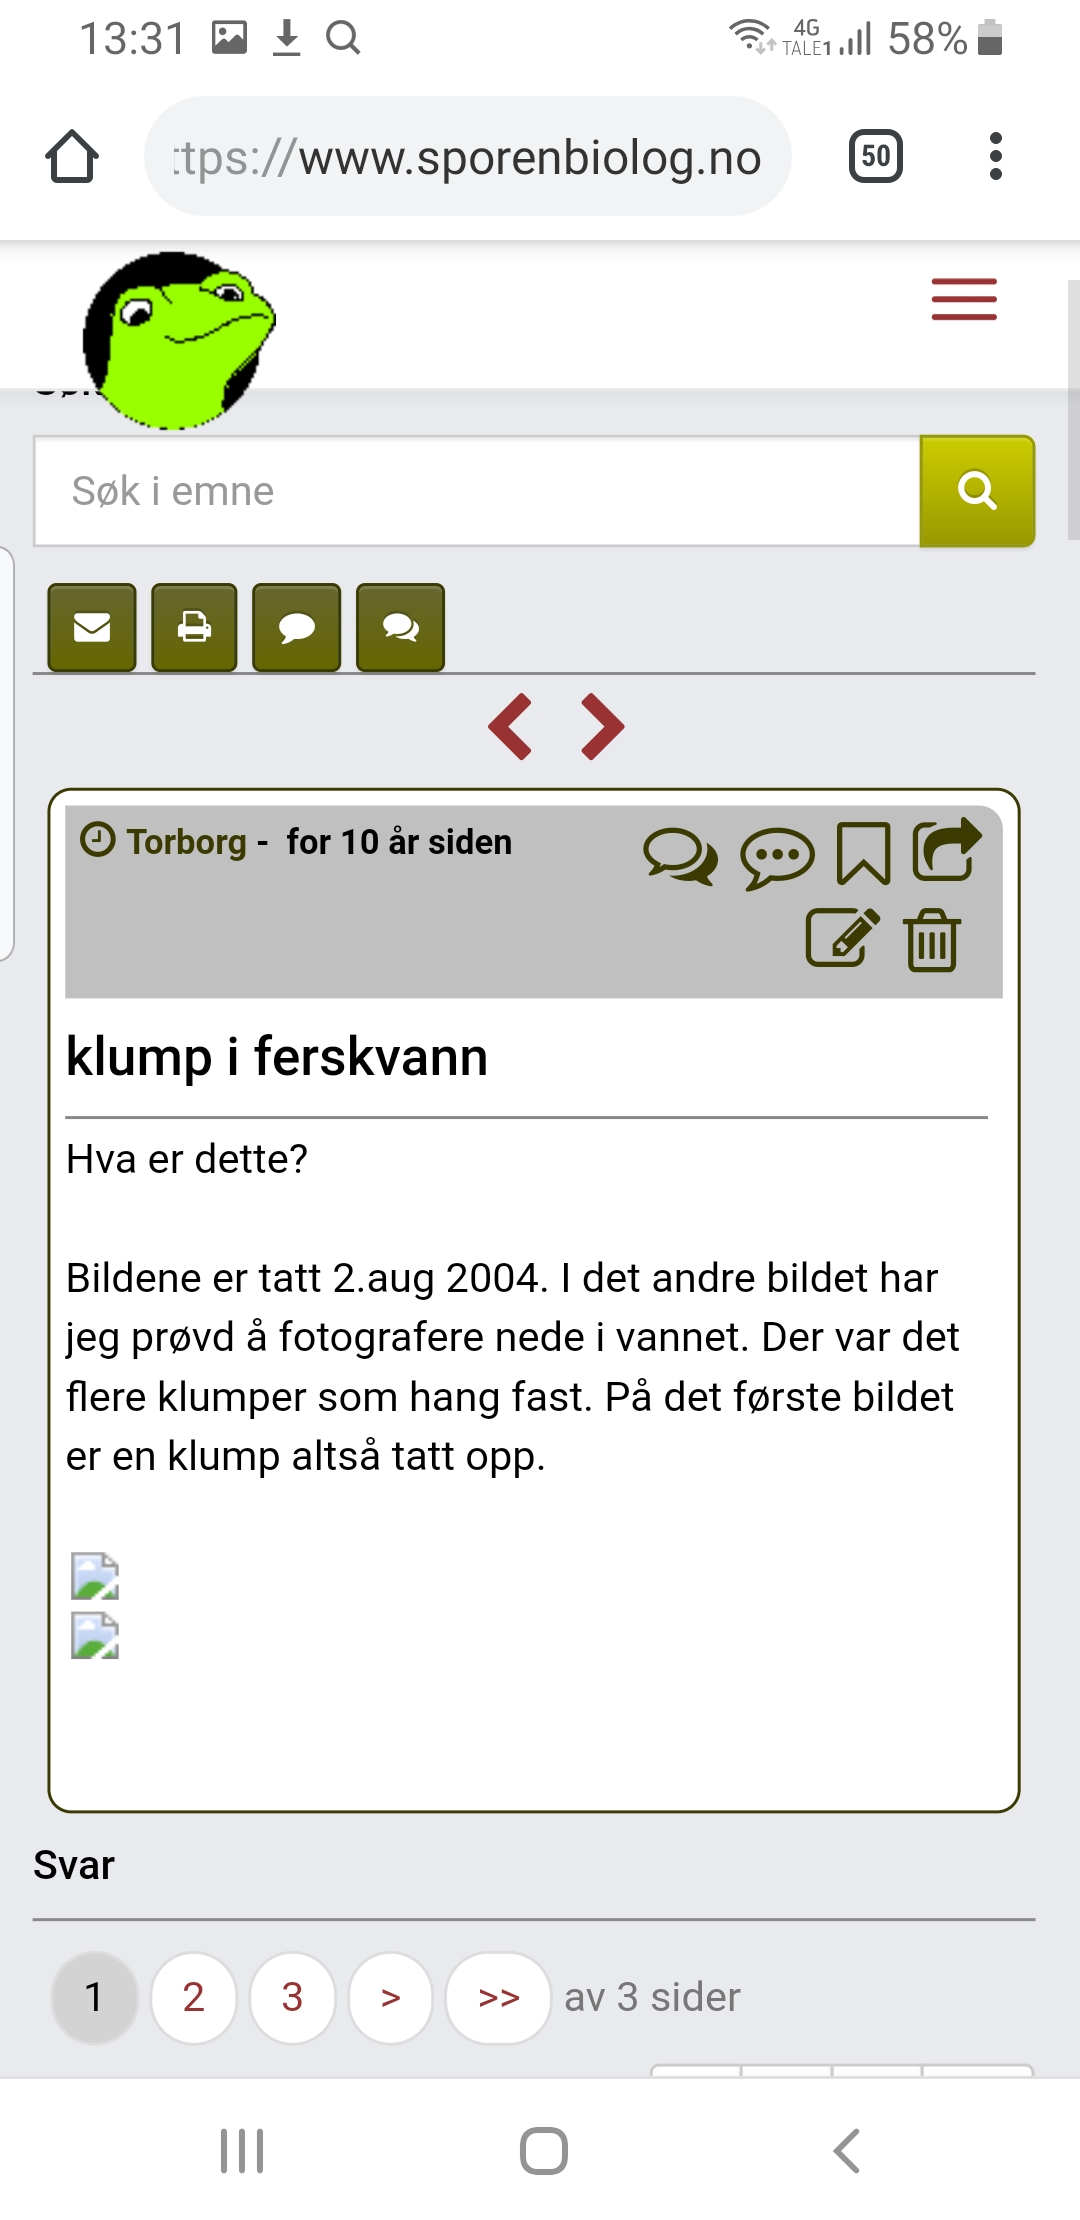 13:31
4G
TALE1
58%
ttps://www.sporenbiolog.no
50
Søk i emne
Torborg - for 10 år siden
klump i ferskvann
Hva er dette?
Bildene er tatt 2.aug 2004. I det andre bildet har
jeg prøvd å fotografere nede i vannet. Der var det
flere klumper som hang fast. På det første bildet
er en klump altså tatt opp.
Svar
1 2 3 > >> av 3 sider